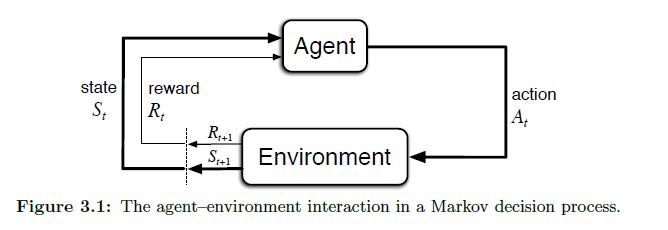 Agent
state
S_t
reward
R_t
action
A_t
R_{t+1}
S_{t+1}
Environment
Figure 3.1: The agent–environment interaction in a Markov decision process.